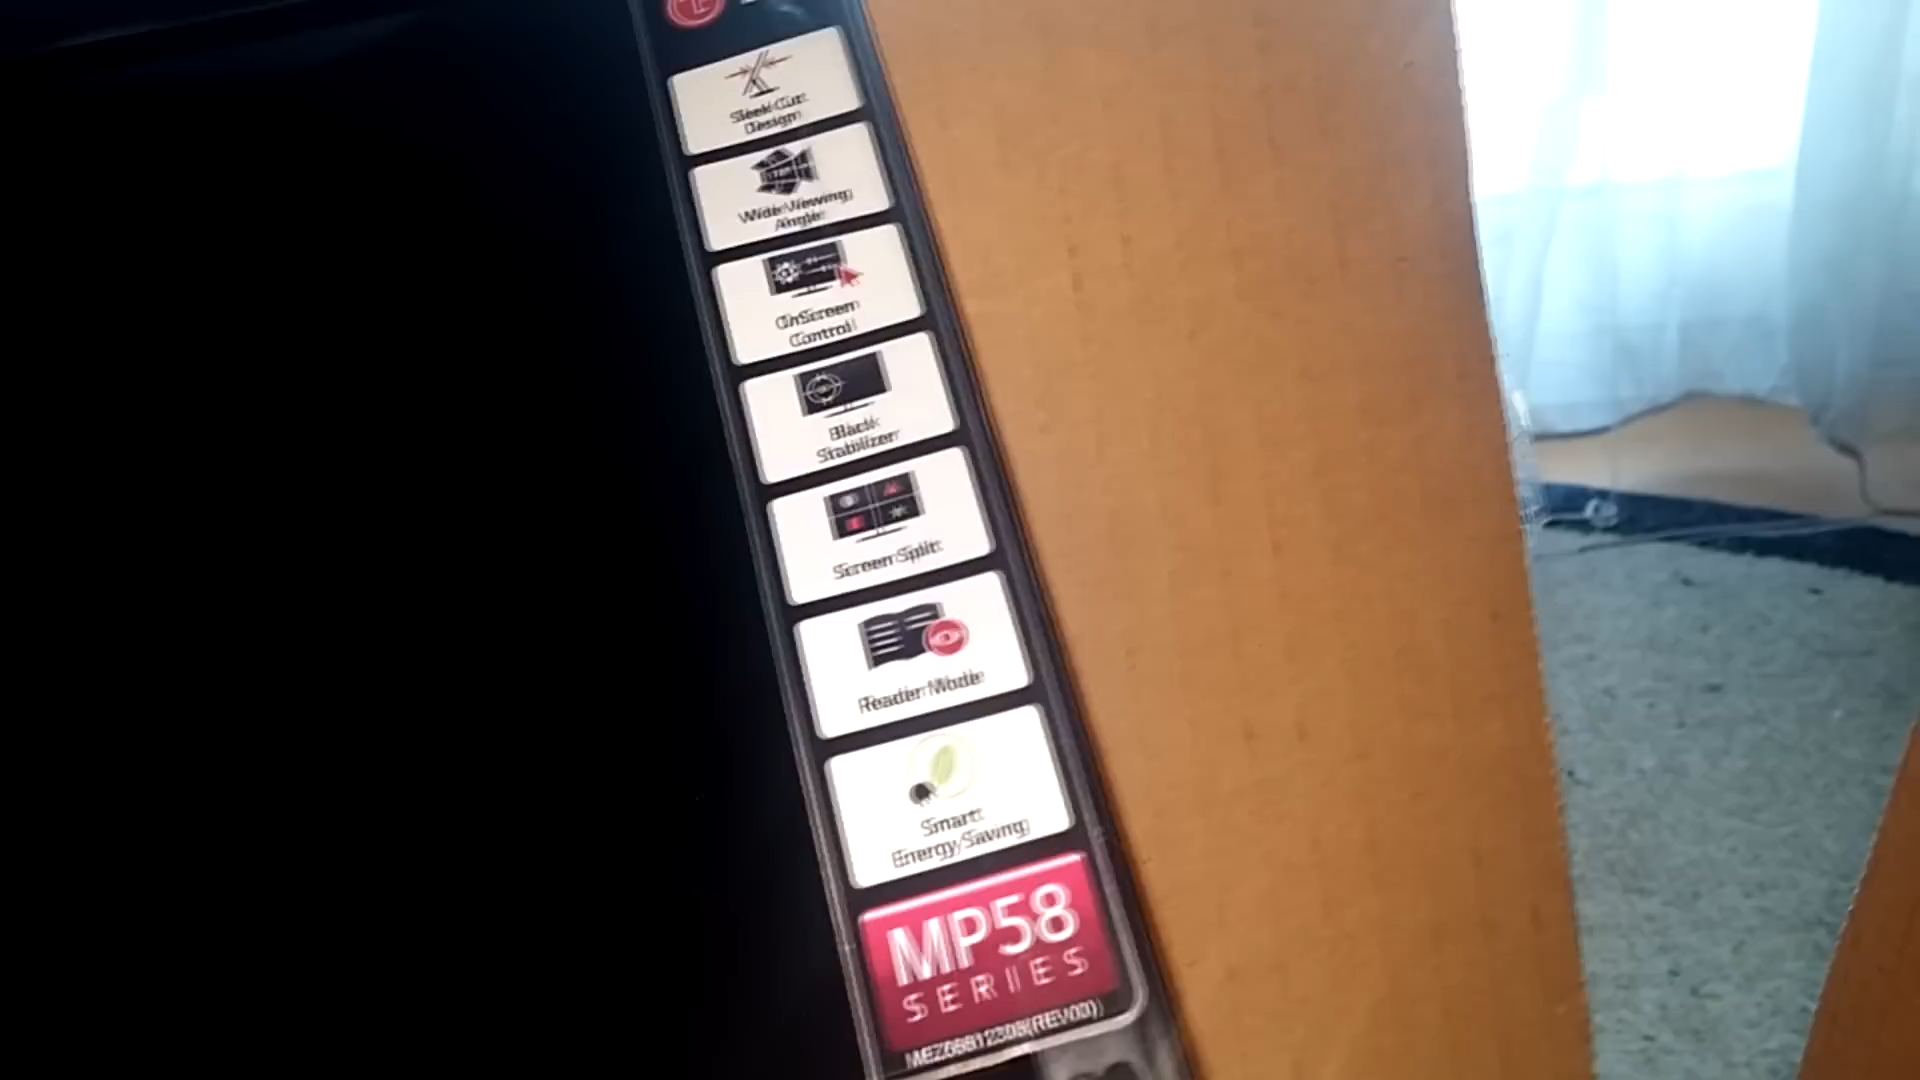 Sleek Cut
Design
Wide Viewing
Angle
OnScreen
Control
Black
Stabilizer
Screen Split
Reader Mode
Smart
Energy Saving
MP58
SERIES